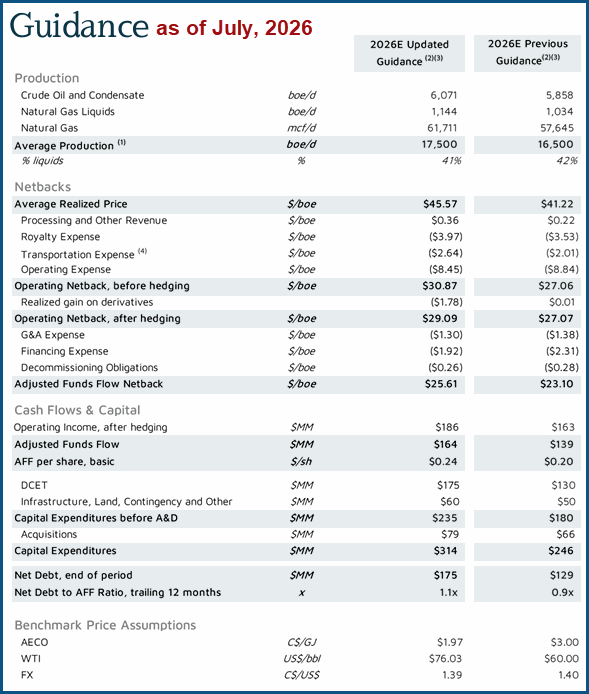 Guidance as of July, 2026
2026E Updated Guidance (2)(3) 2026E Previous Guidance(2)(3)
Production
Crude Oil and Condensate boe/d 6,071 5,858
Natural Gas Liquids boe/d 1,144 1,034
Natural Gas mcf/d 61,711 57,645
Average Production (1) boe/d 17,500 16,500
% liquids % 41% 42%
Netbacks
Average Realized Price $/boe $45.57 $41.22
Processing and Other Revenue $/boe $0.36 $0.22
Royalty Expense $/boe ($3.97) ($3.53)
Transportation Expense (4) $/boe ($2.64) ($2.01)
Operating Expense $/boe ($8.45) ($8.84)
Operating Netback, before hedging $/boe $30.87 $27.06
Realized gain on derivatives $/boe ($1.78) $0.01
Operating Netback, after hedging $/boe $29.09 $27.07
G&A Expense $/boe ($1.30) ($1.38)
Financing Expense $/boe ($1.92) ($2.31)
Decommissioning Obligations $/boe ($0.26) ($0.28)
Adjusted Funds Flow Netback $/boe $25.61 $23.10
Cash Flows & Capital
Operating Income, after hedging $MM $186 $163
Adjusted Funds Flow $MM $164 $139
AFF per share, basic $/sh $0.24 $0.20
DCET $MM $175 $130
Infrastructure, Land, Contingency and Other $MM $60 $50
Capital Expenditures before A&D $MM $235 $180
Acquisitions $MM $79 $66
Capital Expenditures $MM $314 $246
Net Debt, end of period $MM $175 $129
Net Debt to AFF Ratio, trailing 12 months x 1.1x 0.9x
Benchmark Price Assumptions
AECO C$/GJ $1.97 $3.00
WTI US$/bbl $76.03 $60.00
FX C$/US$ 1.39 1.40